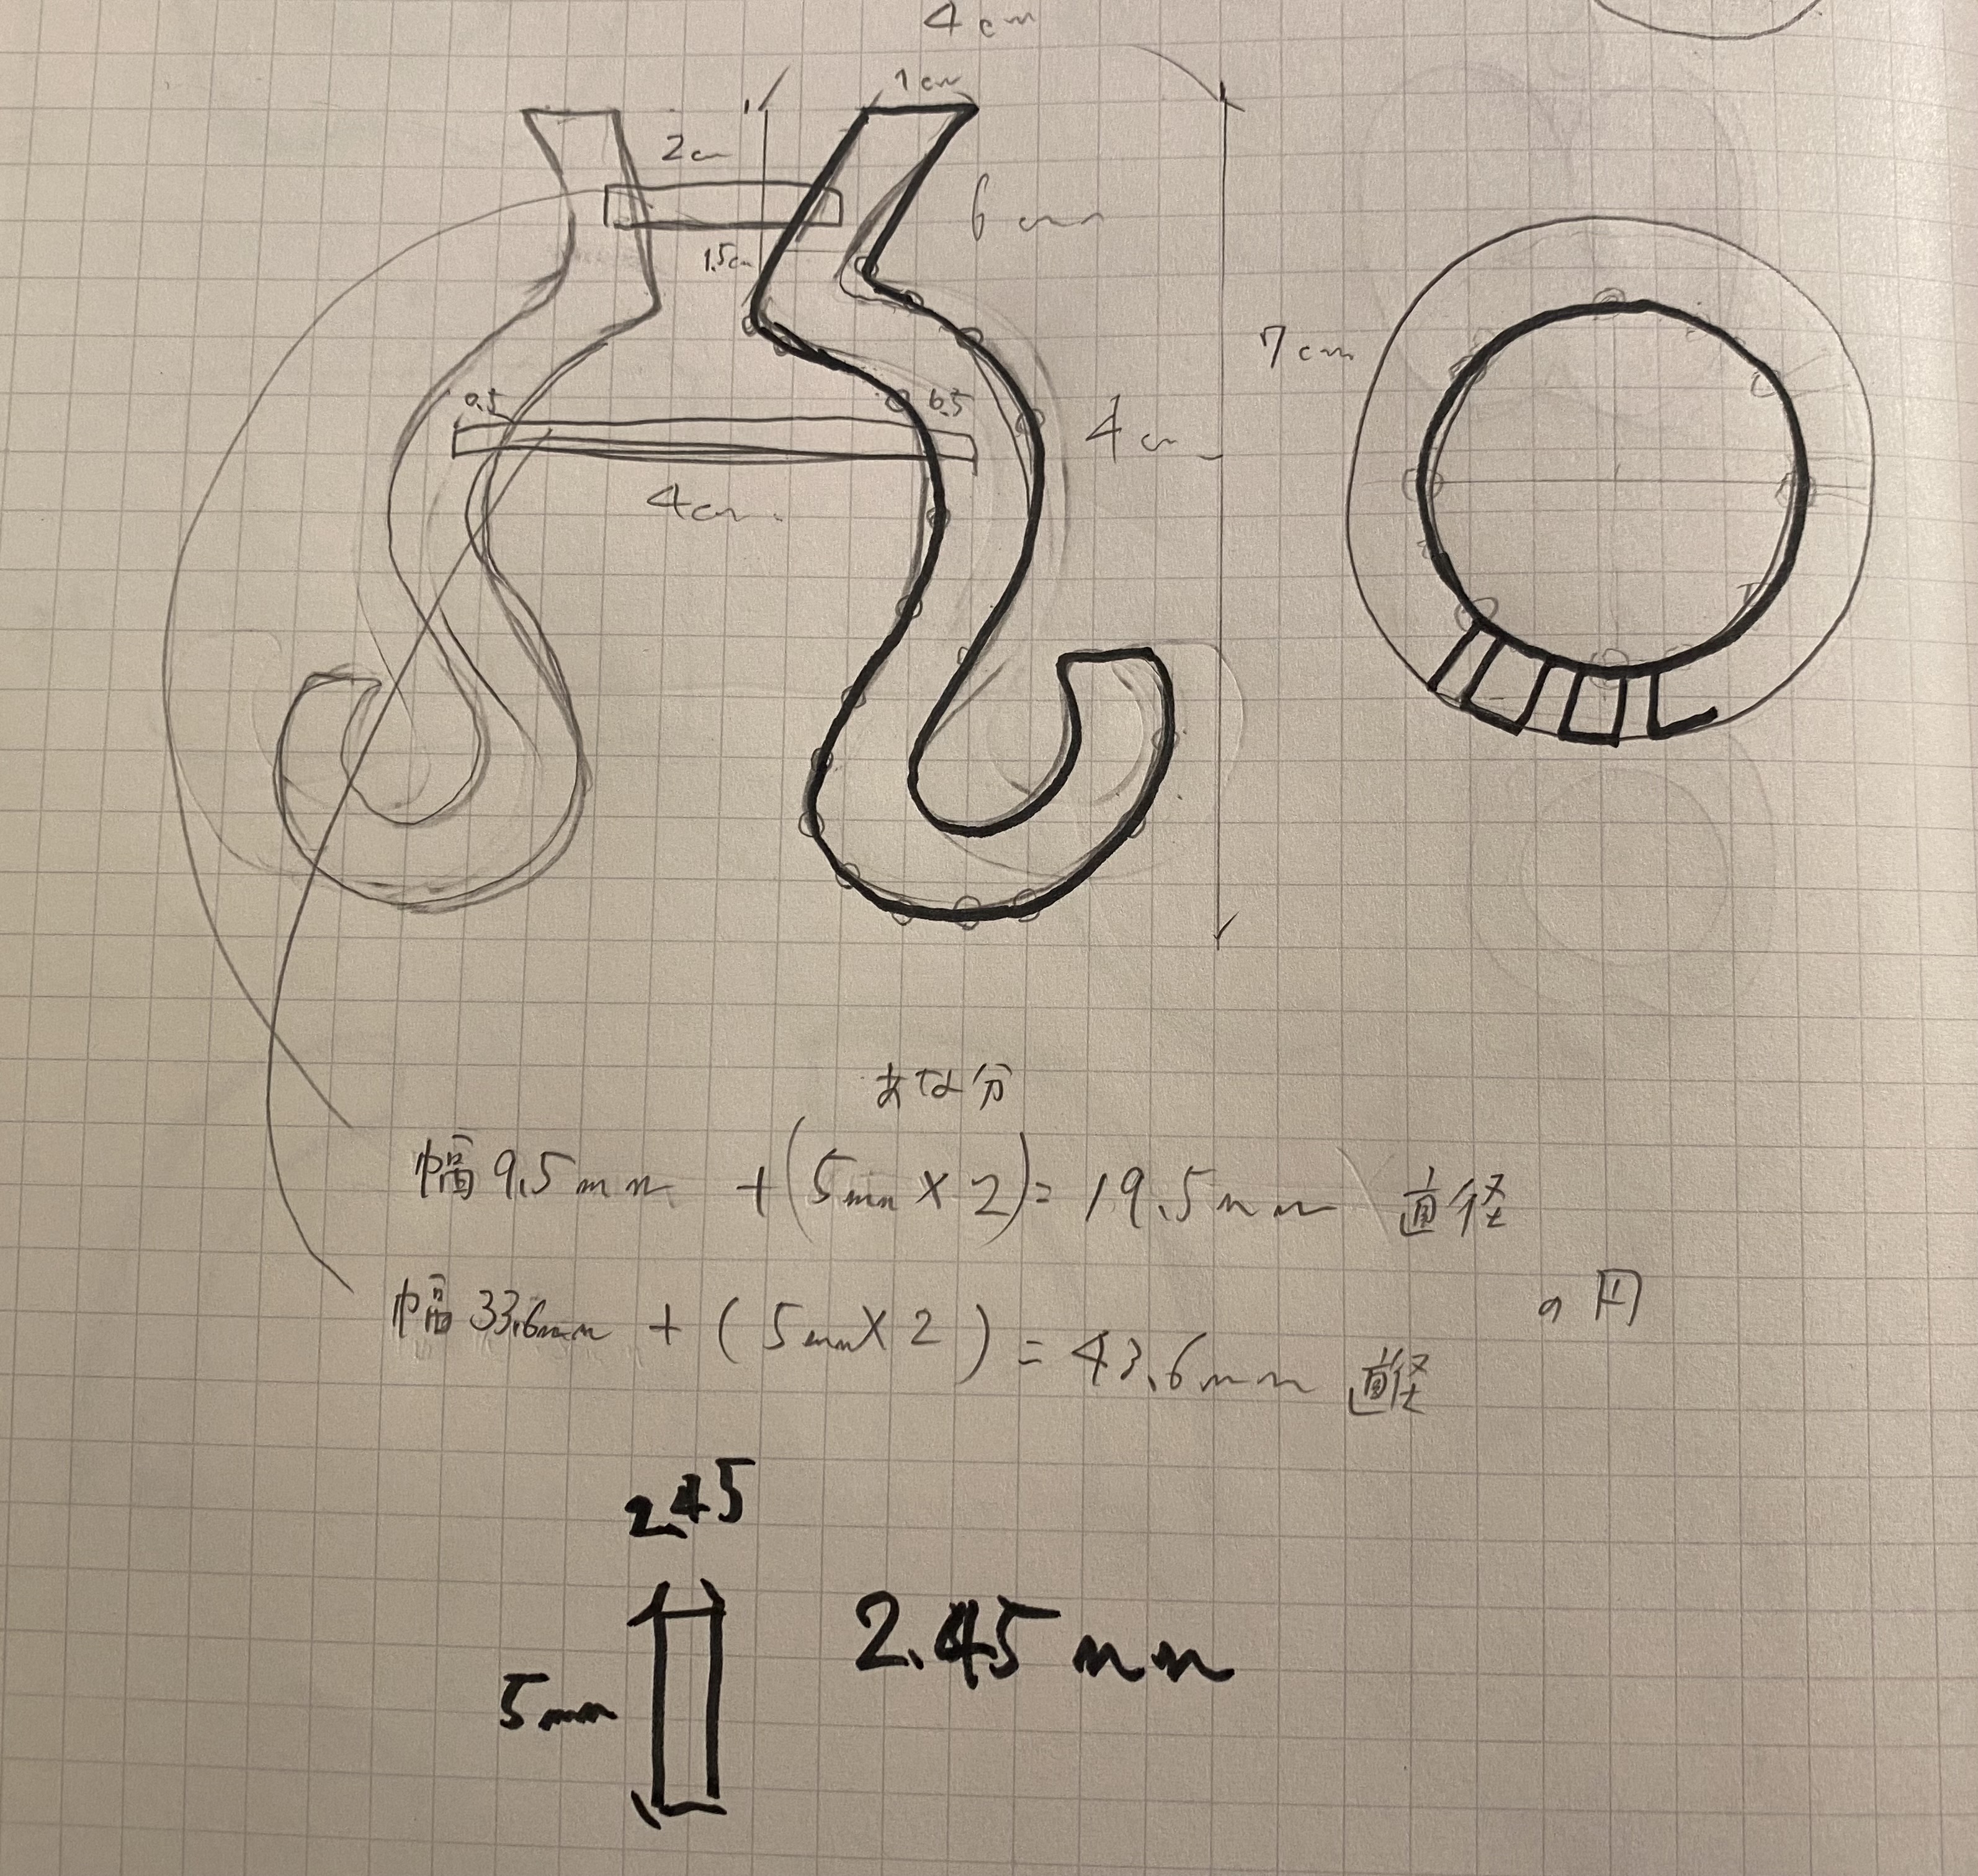 4cm
1cm
2cm
6cm
1.5cm
7cm
0.5
0.5
4cm
4cm
あな分
幅 9.5mm + (5mm × 2) = 19.5mm 直径
の円
幅 33.6mm + (5mm × 2) = 43.6mm 直径
2.45
2.45mm
5mm